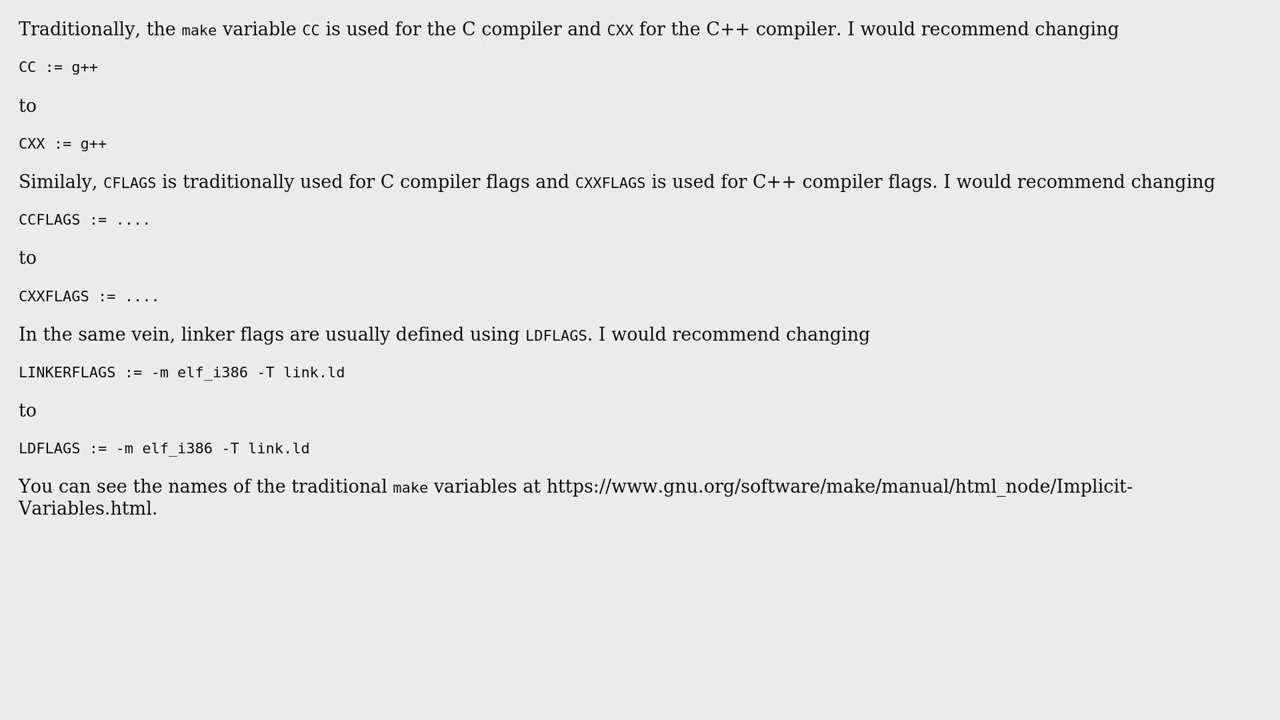 Traditionally, the make variable CC is used for the C compiler and CXX for the C++ compiler. I would recommend changing
CC := g++
to
CXX := g++
Similaly, CFLAGS is traditionally used for C compiler flags and CXXFLAGS is used for C++ compiler flags. I would recommend changing
CCFLAGS := ....
to
CXXFLAGS := ....
In the same vein, linker flags are usually defined using LDFLAGS. I would recommend changing
LINKERFLAGS := -m elf_i386 -T link.ld
to
LDFLAGS := -m elf_i386 -T link.ld
You can see the names of the traditional make variables at https://www.gnu.org/software/make/manual/html_node/Implicit-
Variables.html.